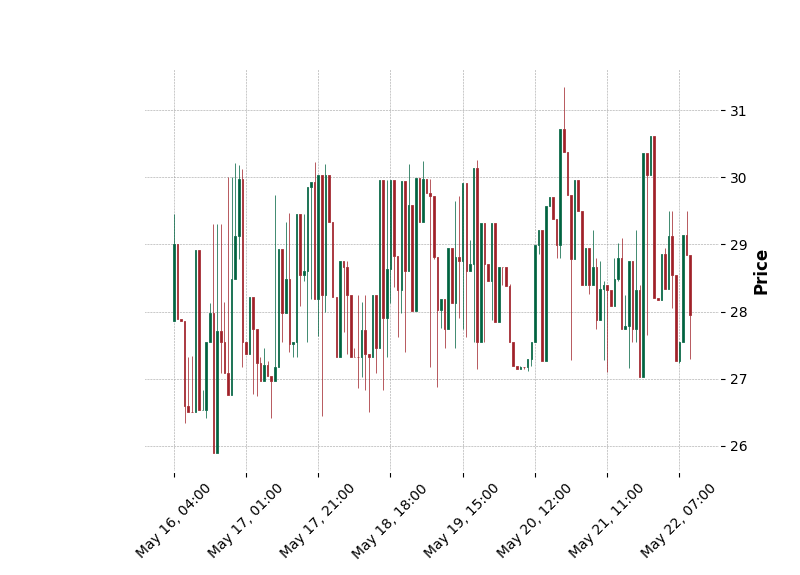 31
30
29
28
27
26
Price
May 16, 04:00
May 17, 01:00
May 17, 21:00
May 18, 18:00
May 19, 15:00
May 20, 12:00
May 21, 11:00
May 22, 07:00